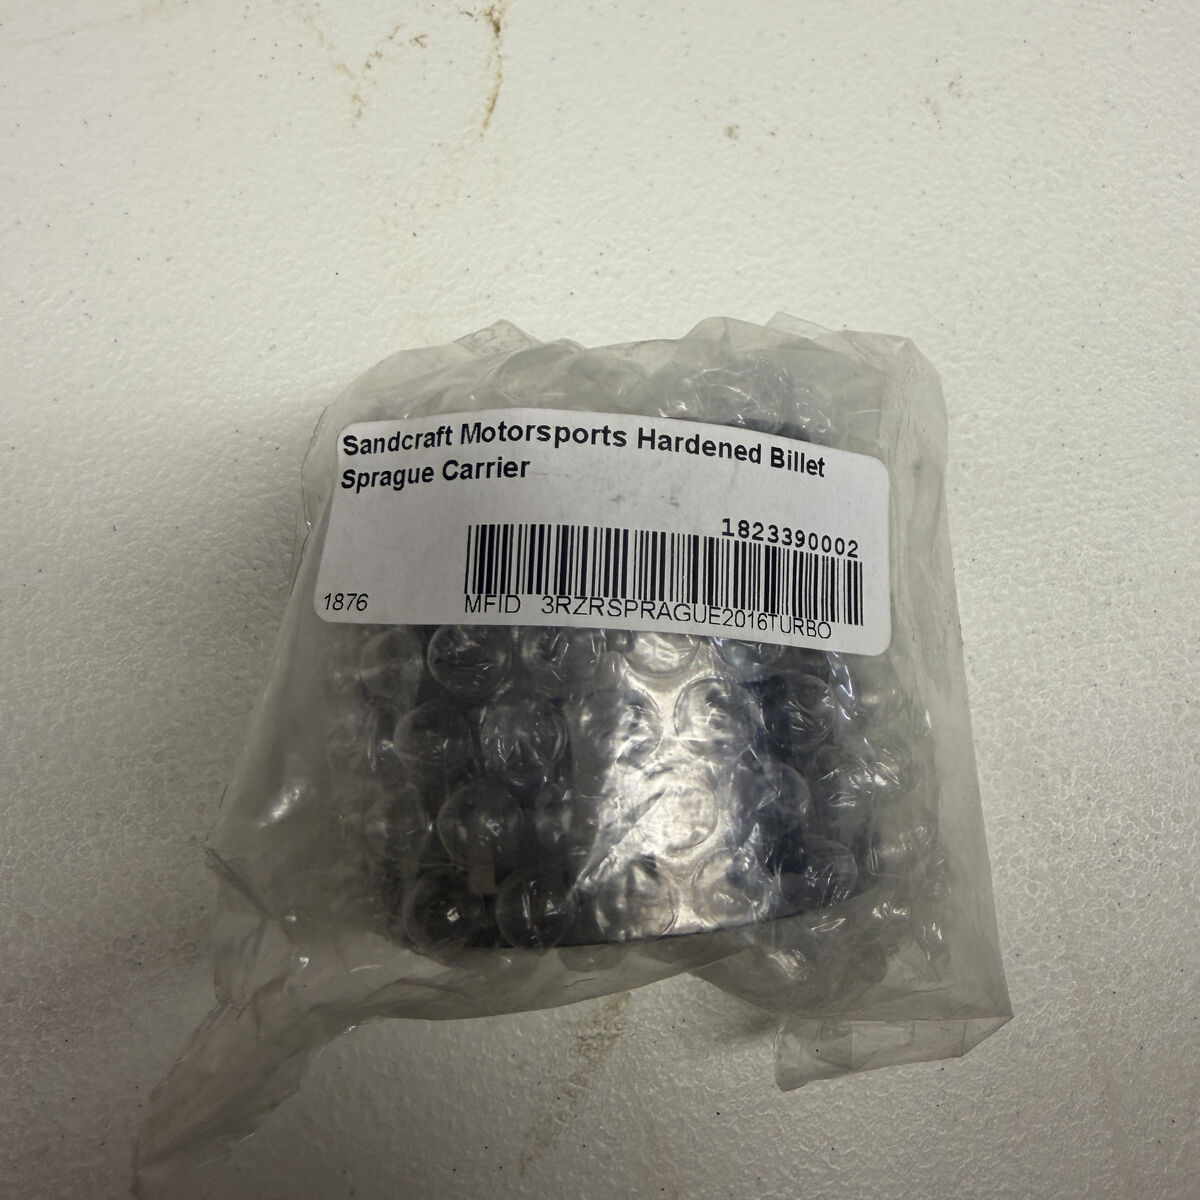 Sandcraft Motorsports Hardened Billet
Sprague Carrier
1823390002
1876
MFID 3RZRSPRAGUE2016TURBO